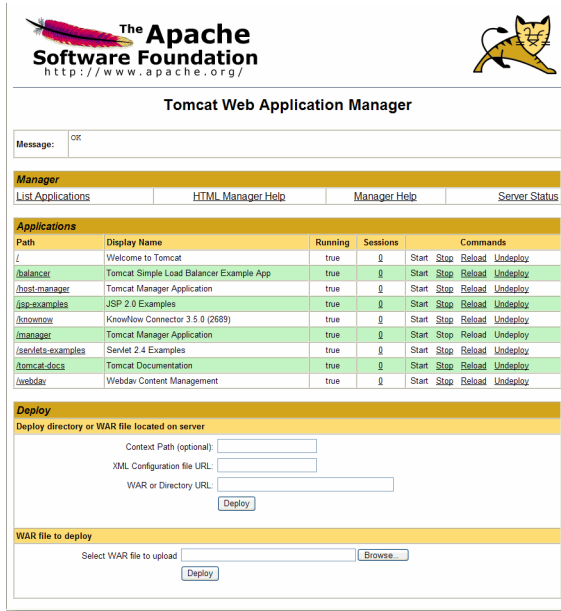 The Apache
Software Foundation
http://www.apache.org/
Tomcat Web Application Manager
Message: OK
Manager
List Applications HTML Manager Help Manager Help Server Status
Applications
Path Display Name Running Sessions Commands
/ Welcome to Tomcat true 0 Start Stop Reload Undeploy
/balancer Tomcat Simple Load Balancer Example App true 0 Start Stop Reload Undeploy
/host-manager Tomcat Manager Application true 0 Start Stop Reload Undeploy
/jsp-examples JSP 2.0 Examples true 0 Start Stop Reload Undeploy
/knownow KnowNow Connector 3.5.0 (2689) true 0 Start Stop Reload Undeploy
/manager Tomcat Manager Application true 0 Start Stop Reload Undeploy
/servlets-examples Servlet 2.4 Examples true 0 Start Stop Reload Undeploy
/tomcat-docs Tomcat Documentation true 0 Start Stop Reload Undeploy
/webdav Webdav Content Management true 0 Start Stop Reload Undeploy
Deploy
Deploy directory or WAR file located on server
Context Path (optional):
XML Configuration file URL:
WAR or Directory URL:
Deploy
WAR file to deploy
Select WAR file to upload Browse...
Deploy